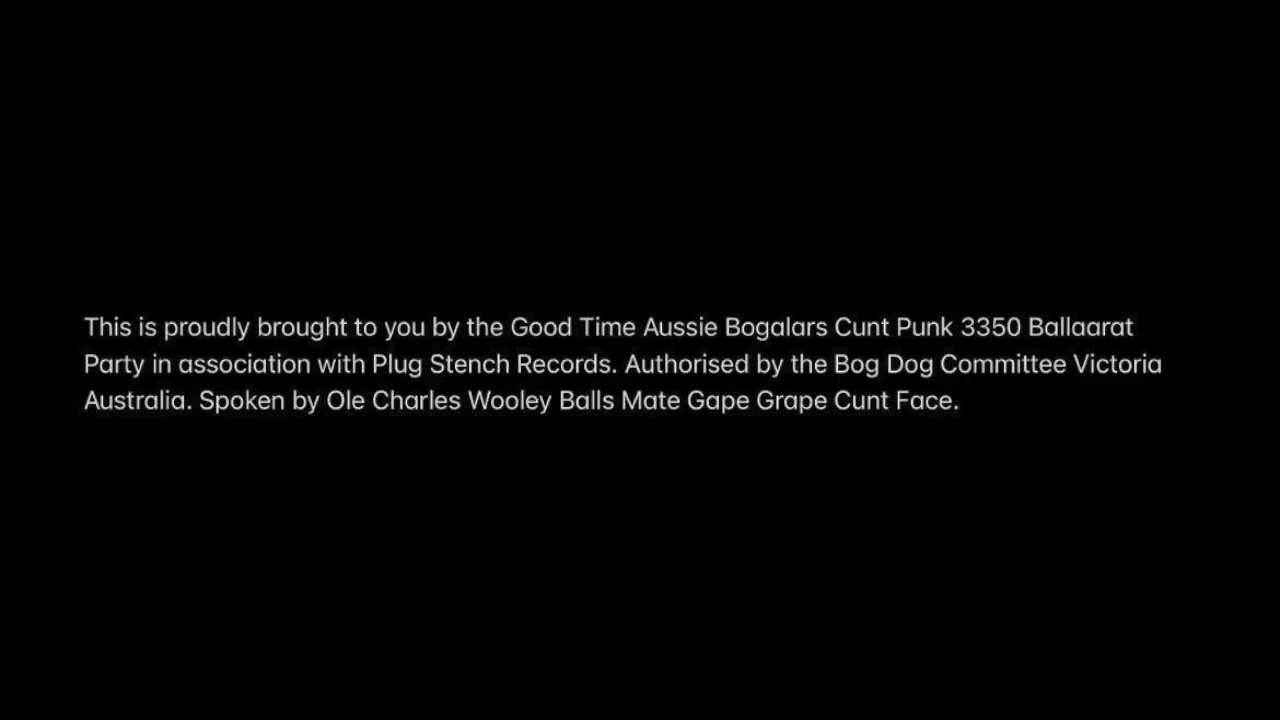 This is proudly brought to you by the Good Time Aussie Bogalars Cunt Punk 3350 Ballaarat
Party in association with Plug Stench Records. Authorised by the Bog Dog Committee Victoria
Australia. Spoken by Ole Charles Wooley Balls Mate Gape Grape Cunt Face.